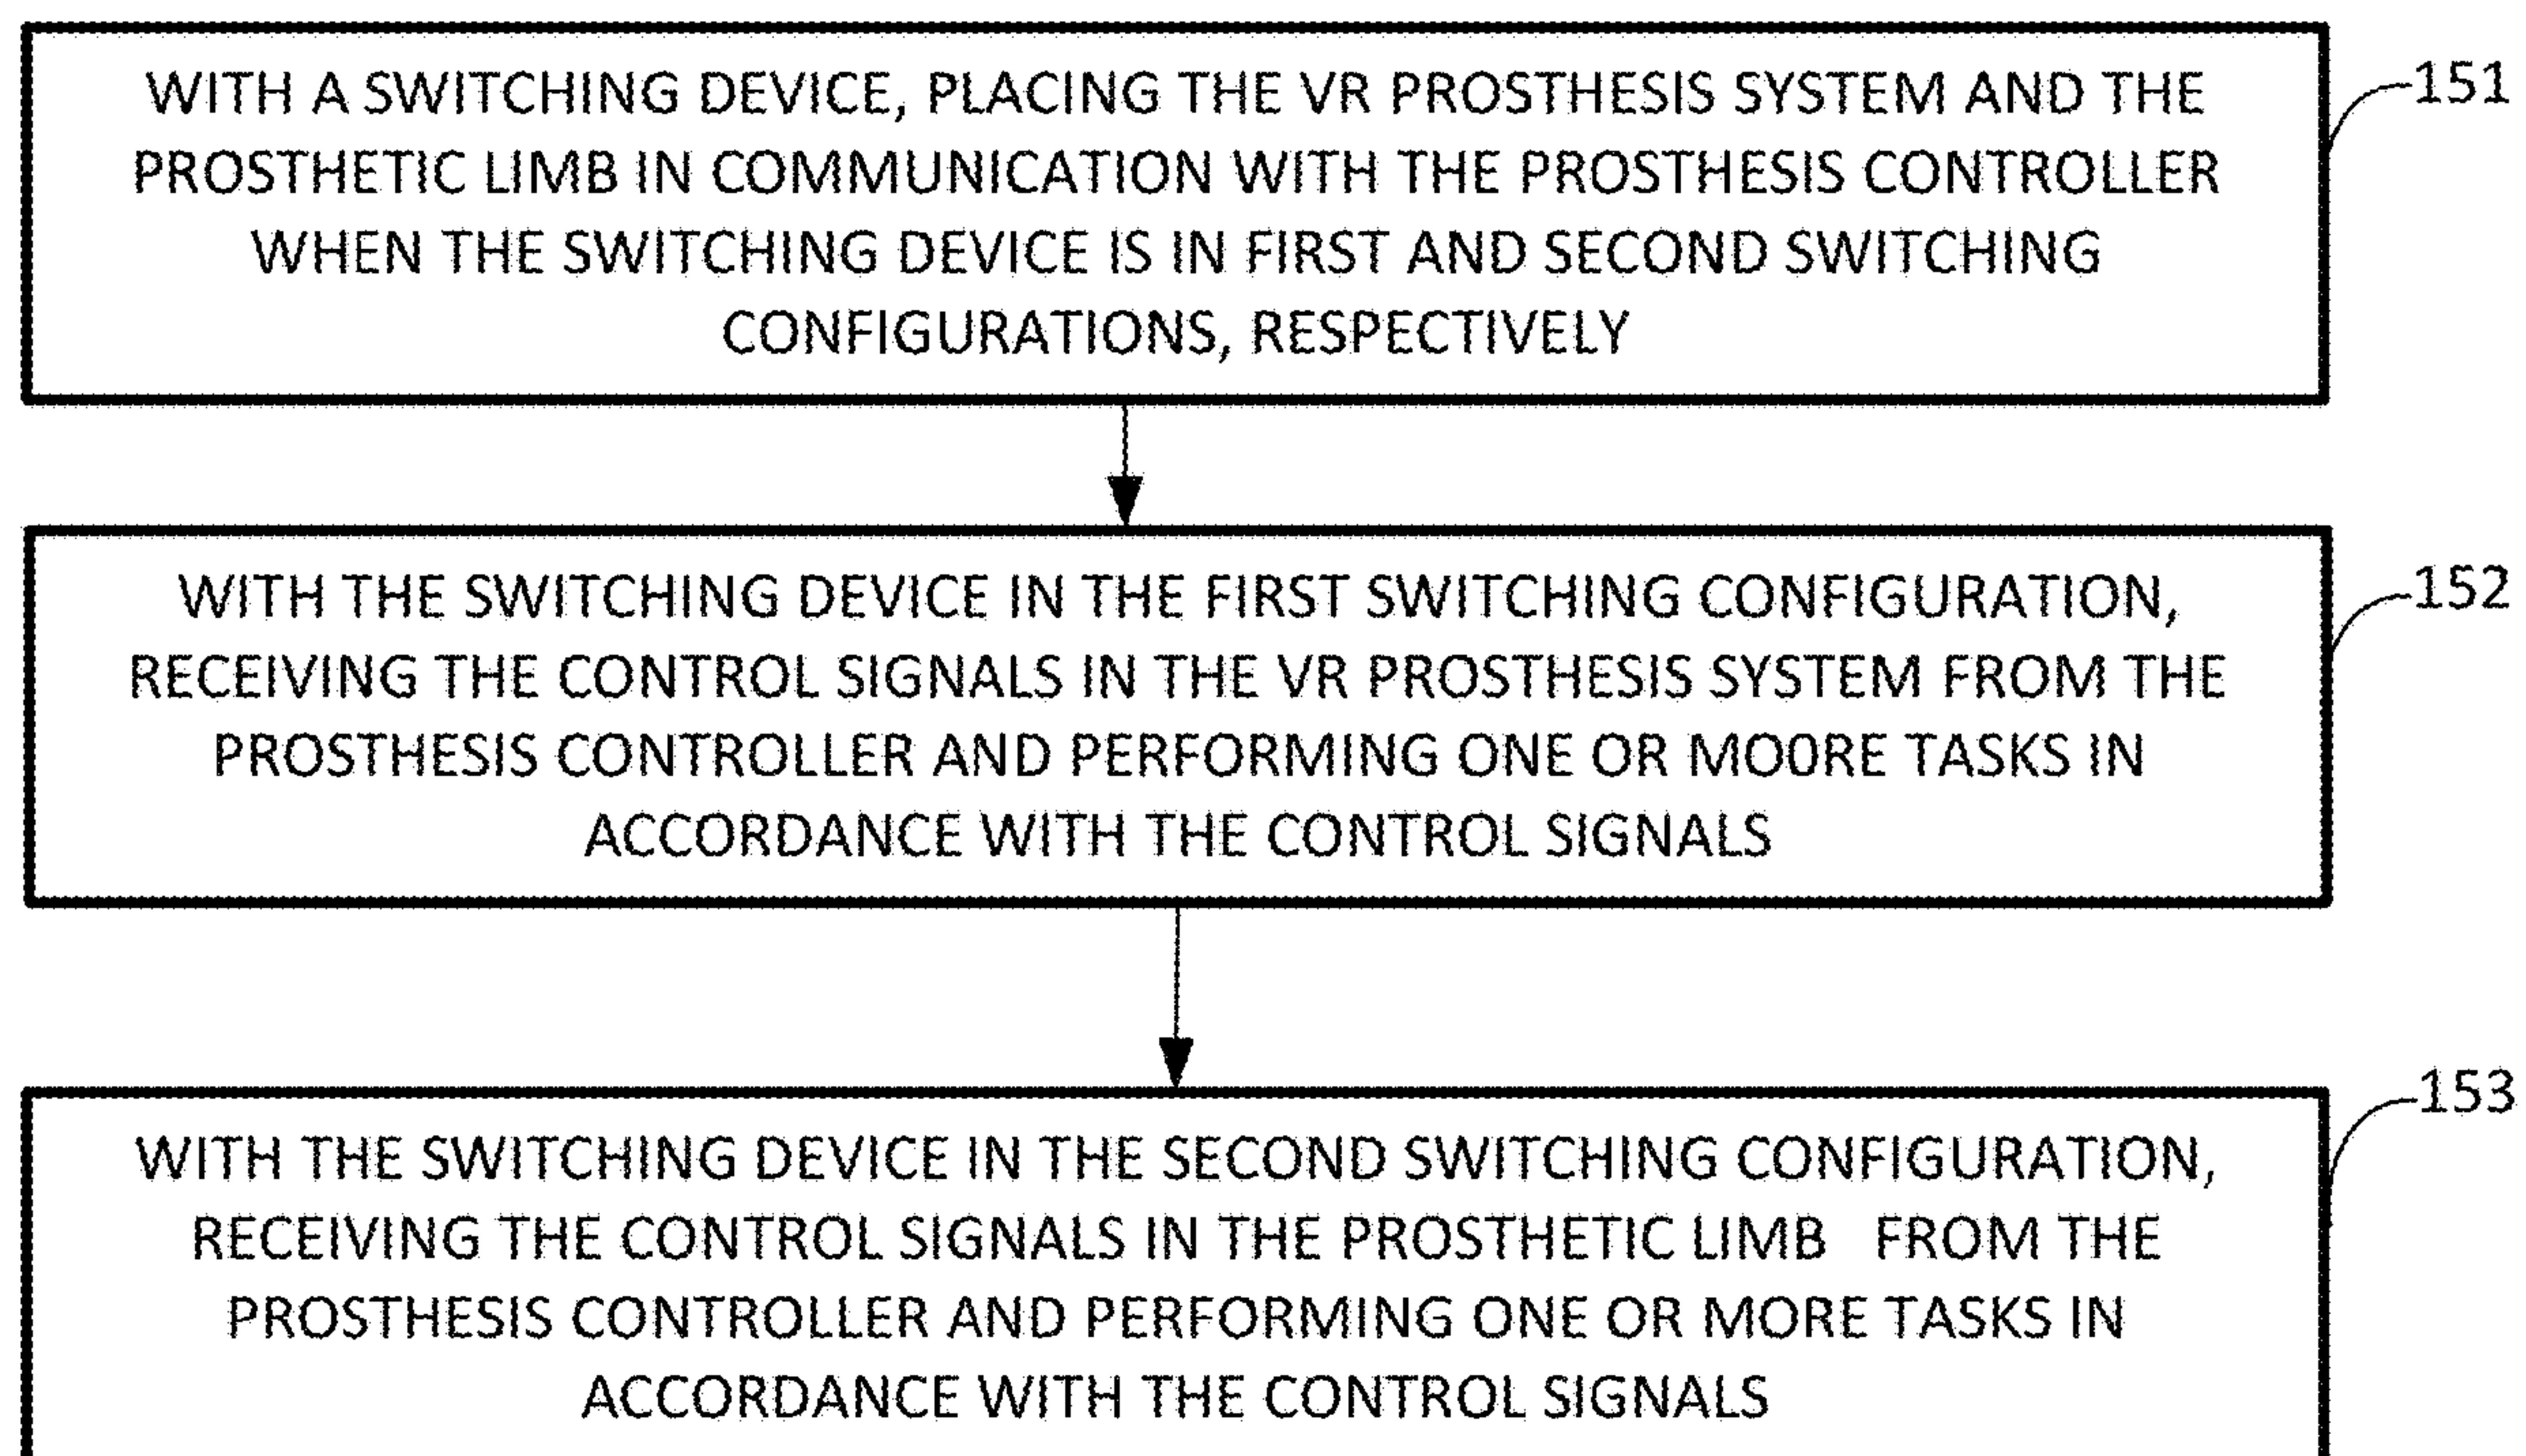 WITH A SWITCHING DEVICE, PLACING THE VR PROSTHESIS SYSTEM AND THE
PROSTHETIC LIMB IN COMMUNICATION WITH THE PROSTHESIS CONTROLLER
WHEN THE SWITCHING DEVICE IS IN FIRST AND SECOND SWITCHING
CONFIGURATIONS, RESPECTIVELY
151
WITH THE SWITCHING DEVICE IN THE FIRST SWITCHING CONFIGURATION,
RECEIVING THE CONTROL SIGNALS IN THE VR PROSTHESIS SYSTEM FROM THE
PROSTHESIS CONTROLLER AND PERFORMING ONE OR MO0RE TASKS IN
ACCORDANCE WITH THE CONTROL SIGNALS
152
WITH THE SWITCHING DEVICE IN THE SECOND SWITCHING CONFIGURATION,
RECEIVING THE CONTROL SIGNALS IN THE PROSTHETIC LIMB   FROM THE
PROSTHESIS CONTROLLER AND PERFORMING ONE OR MORE TASKS IN
ACCORDANCE WITH THE CONTROL SIGNALS
153